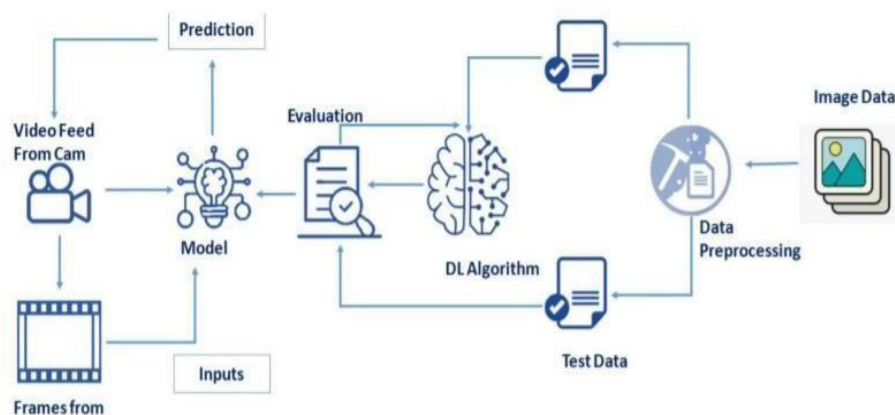 Prediction
Image Data
Evaluation
Video Feed
From Cam
Model
DL Algorithm
Data
Preprocessing
Test Data
Inputs
Frames from